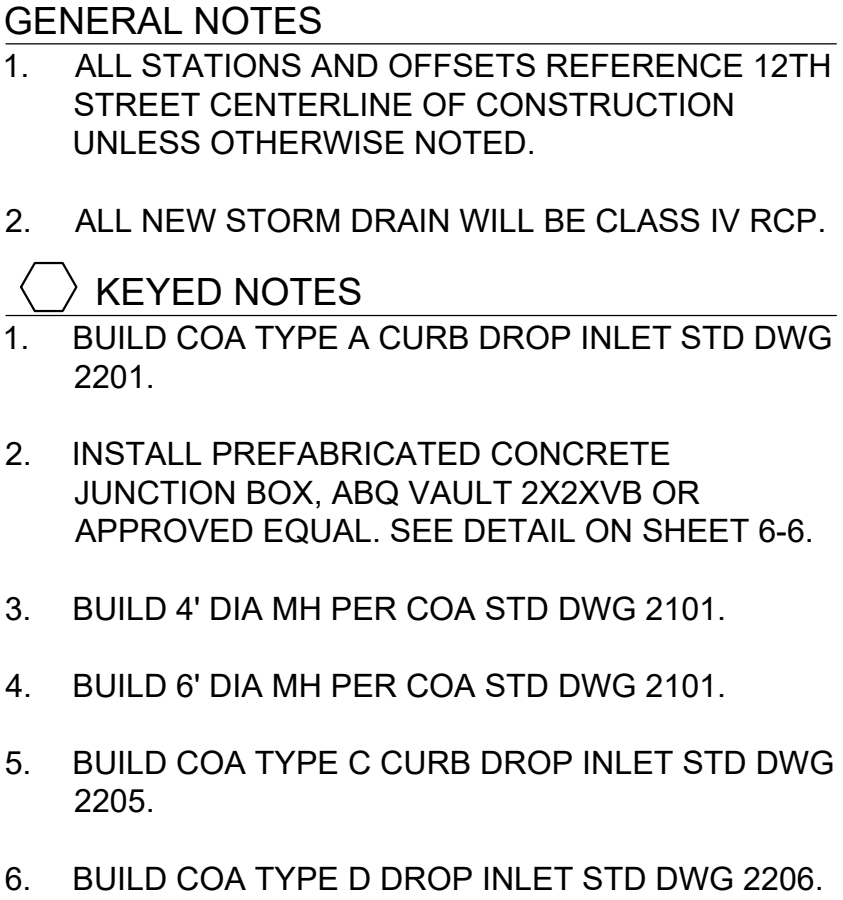 GENERAL NOTES
1. ALL STATIONS AND OFFSETS REFERENCE 12TH
STREET CENTERLINE OF CONSTRUCTION
UNLESS OTHERWISE NOTED.
2. ALL NEW STORM DRAIN WILL BE CLASS IV RCP.
KEYED NOTES
1. BUILD COA TYPE A CURB DROP INLET STD DWG
2201.
2. INSTALL PREFABRICATED CONCRETE
JUNCTION BOX, ABQ VAULT 2X2XVB OR
APPROVED EQUAL. SEE DETAIL ON SHEET 6-6.
3. BUILD 4' DIA MH PER COA STD DWG 2101.
4. BUILD 6' DIA MH PER COA STD DWG 2101.
5. BUILD COA TYPE C CURB DROP INLET STD DWG
2205.
6. BUILD COA TYPE D DROP INLET STD DWG 2206.